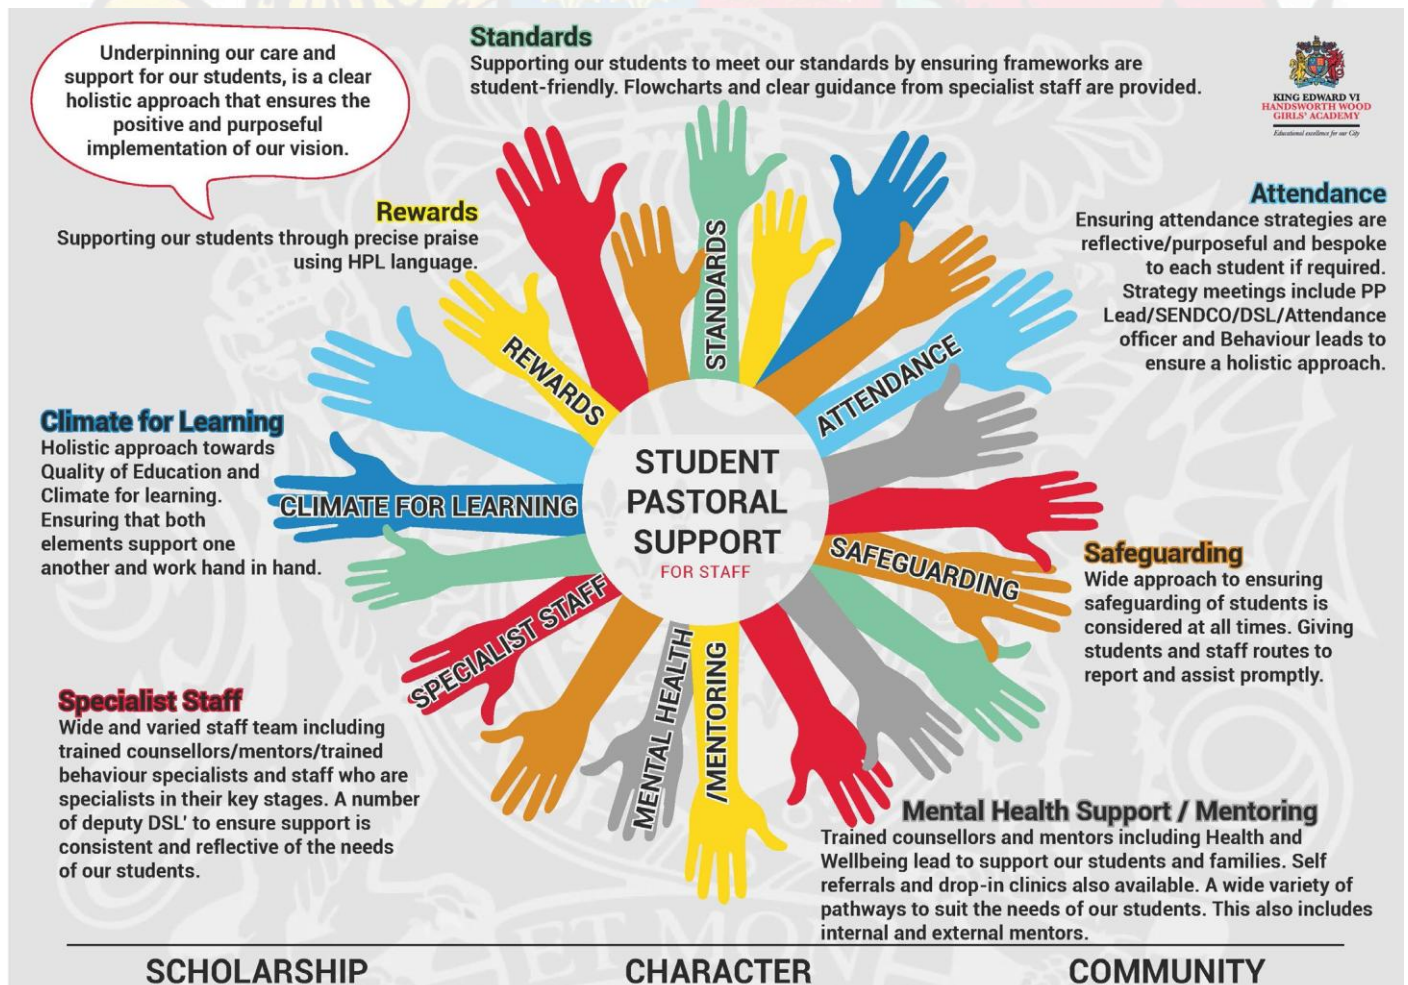 Underpinning our care and
support for our students, is a clear
holistic approach that ensures the
positive and purposeful
implementation of our vision.
Standards
Supporting our students to meet our standards by ensuring frameworks are
student-friendly. Flowcharts and clear guidance from specialist staff are provided.
KING EDWARD VI
HANDSWORTH WOOD
GIRLS' ACADEMY
Educational excellence for our City
Rewards
Supporting our students through precise praise
using HPL language.
Attendance
Ensuring attendance strategies are
reflective/purposeful and bespoke
to each student if required.
Strategy meetings include PP
Lead/SENDCO/DSL/Attendance
officer and Behaviour leads to
ensure a holistic approach.
Climate for Learning
Holistic approach towards
Quality of Education and
Climate for learning.
Ensuring that both
elements support one
another and work hand in hand.
STANDARDS
REWARDS
ATTENDANCE
CLIMATE FOR LEARNING
STUDENT
PASTORAL
SUPPORT
FOR STAFF
SAFEGUARDING
SPECIALIST STAFF
MENTAL HEALTH
/MENTORING
Safeguarding
Wide approach to ensuring
safeguarding of students is
considered at all times. Giving
students and staff routes to
report and assist promptly.
Specialist Staff
Wide and varied staff team including
trained counsellors/mentors/trained
behaviour specialists and staff who are
specialists in their key stages. A number
of deputy DSL' to ensure support is
consistent and reflective of the needs
of our students.
Mental Health Support / Mentoring
Trained counsellors and mentors including Health and
Wellbeing lead to support our students and families. Self
referrals and drop-in clinics also available. A wide variety of
pathways to suit the needs of our students. This also includes
internal and external mentors.
ET MON
SCHOLARSHIP
CHARACTER
COMMUNITY